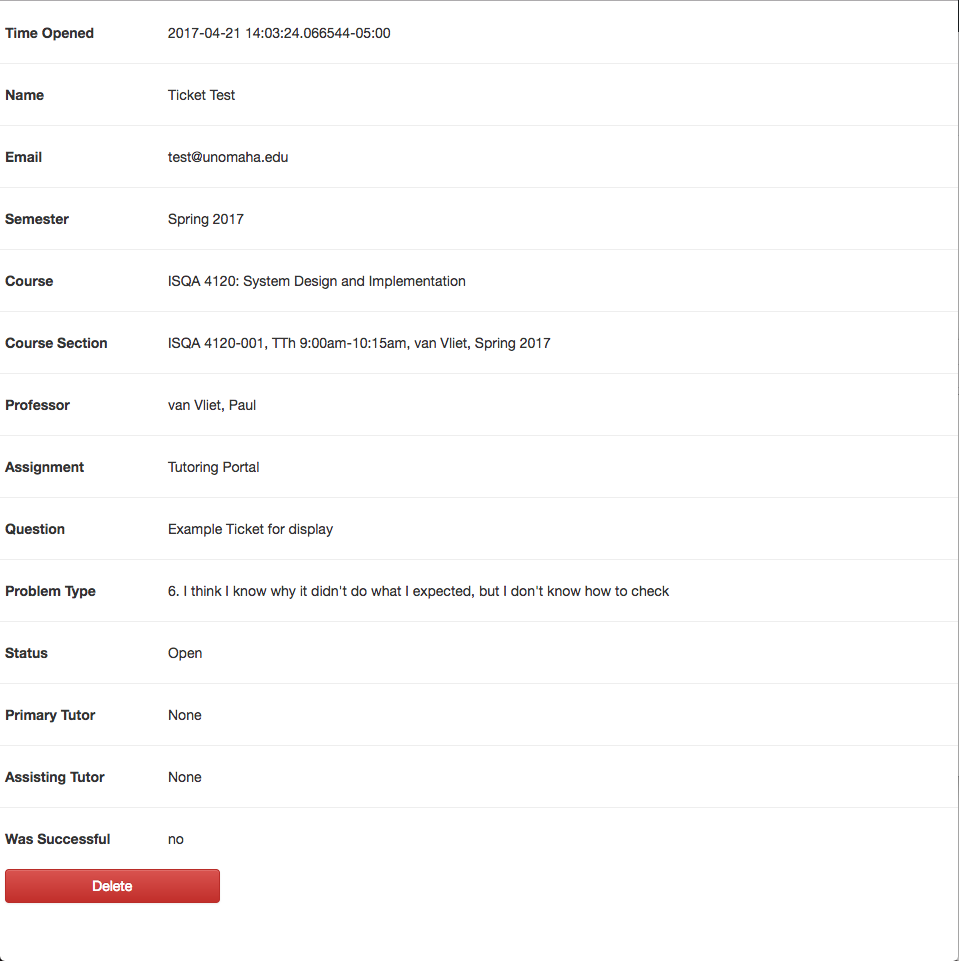 Time Opened 2017-04-21 14:03:24.066544-05:00
Name Ticket Test
Email test@unomaha.edu
Semester Spring 2017
Course ISQA 4120: System Design and Implementation
Course Section ISQA 4120-001, TTh 9:00am-10:15am, van Vliet, Spring 2017
Professor van Vliet, Paul
Assignment Tutoring Portal
Question Example Ticket for display
Problem Type 6. I think I know why it didn't do what I expected, but I don't know how to check
Status Open
Primary Tutor None
Assisting Tutor None
Was Successful no
Delete